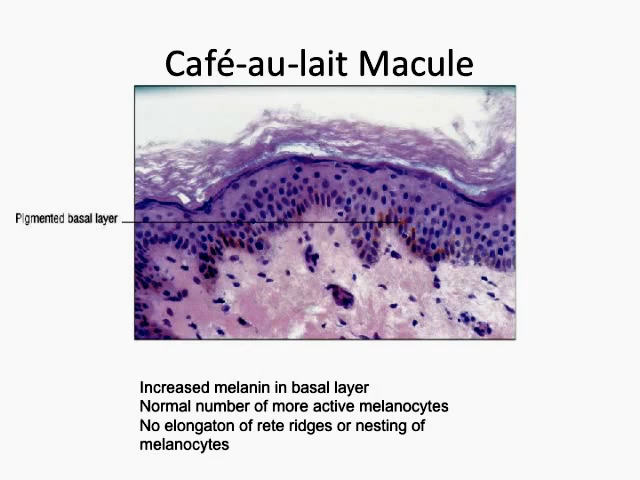 Café-au-lait Macule
Pigmented basal layer
Increased melanin in basal layer
Normal number of more active melanocytes
No elongaton of rete ridges or nesting of
melanocytes